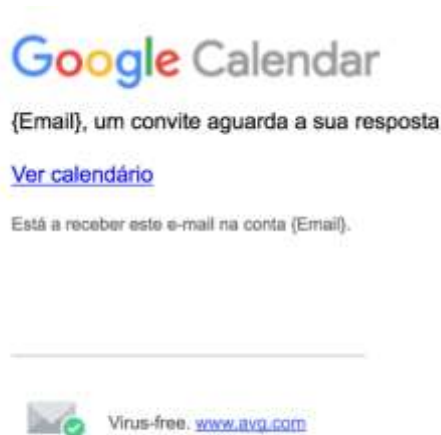 Google Calendar
{Email}, um convite aguarda a sua resposta
Ver calendário
Está a receber este e-mail na conta {Email}.
Virus-free. www.avg.com